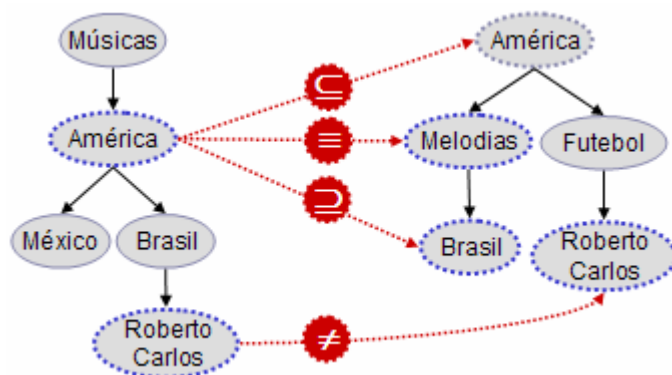 Músicas
América
México
Brasil
Roberto
Carlos
⊆
≡
⊇
≠
América
Melodias
Futebol
Brasil
Roberto
Carlos